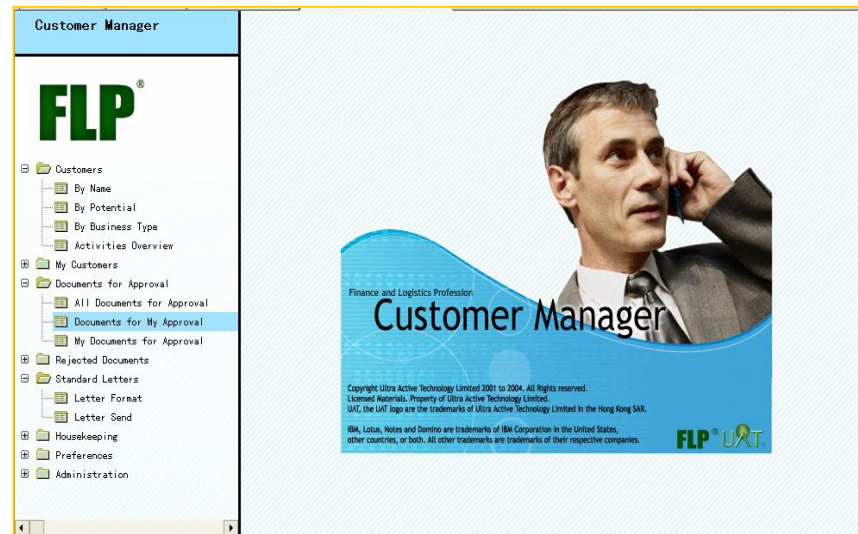 Customer Manager
FLP®
Customers
By Name
By Potential
By Business Type
Activities Overview
My Customers
Documents for Approval
All Documents for Approval
Documents for My Approval
My Documents for Approval
Rejected Documents
Standard Letters
Letter Format
Letter Send
Housekeeping
Preferences
Administration
Finance and Logistics Profession
Customer Manager
Copyright Ultra Active Technology Limited 2001 to 2004. All Rights reserved.
Licensed Materials. Property of Ultra Active Technology Limited.
UAT, the UAT logo are the trademarks of Ultra Active Technology Limited in the Hong Kong SAR.
IBM, Lotus, Notes and Domino are trademarks of IBM Corporation in the United States,
other countries, or both. All other trademarks are trademarks of their respective companies.
FLP® UAT